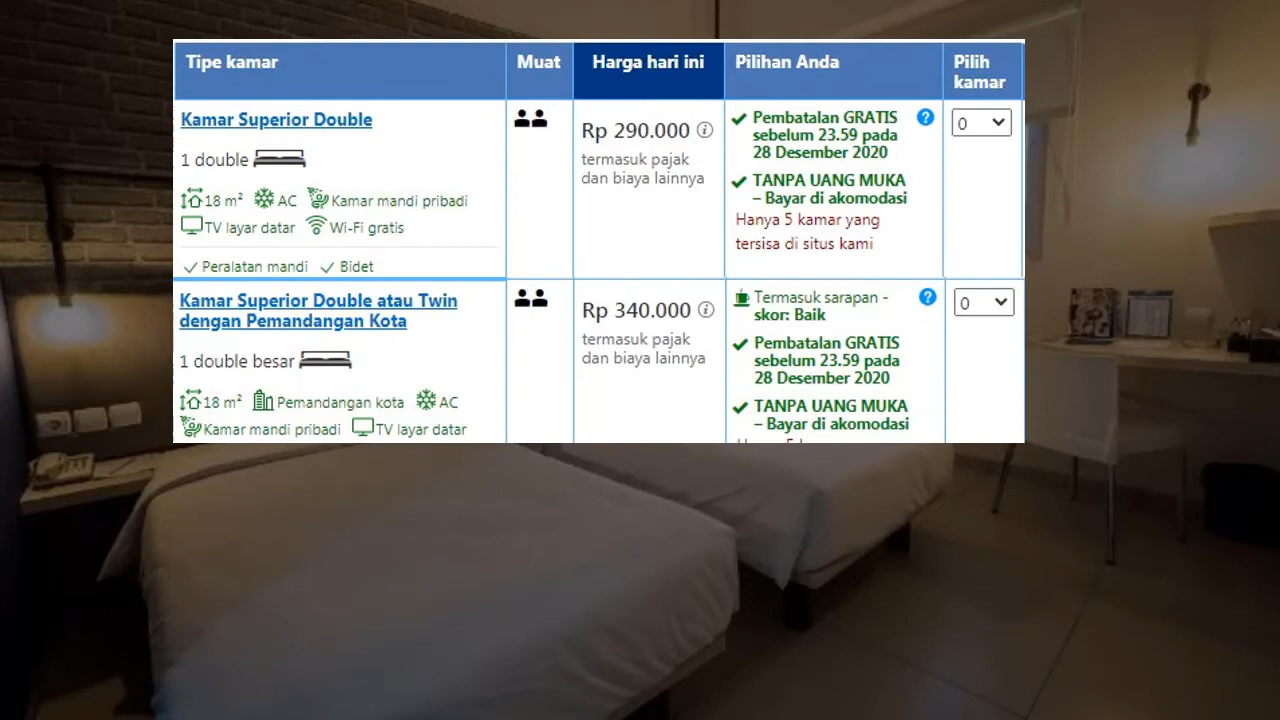 Tipe kamar
Muat
Harga hari ini
Pilihan Anda
Pilih
kamar
Kamar Superior Double
1 double
18 m² AC Kamar mandi pribadi
TV layar datar Wi-Fi gratis
Peralatan mandi Bidet
Rp 290.000
termasuk pajak
dan biaya lainnya
Pembatalan GRATIS
sebelum 23.59 pada
28 Desember 2020
TANPA UANG MUKA
– Bayar di akomodasi
Hanya 5 kamar yang
tersisa di situs kami
?
0
Kamar Superior Double atau Twin
dengan Pemandangan Kota
1 double besar
18 m² Pemandangan kota AC
Kamar mandi pribadi TV layar datar
Rp 340.000
termasuk pajak
dan biaya lainnya
Termasuk sarapan -
skor: Baik
Pembatalan GRATIS
sebelum 23.59 pada
28 Desember 2020
TANPA UANG MUKA
– Bayar di akomodasi
?
0